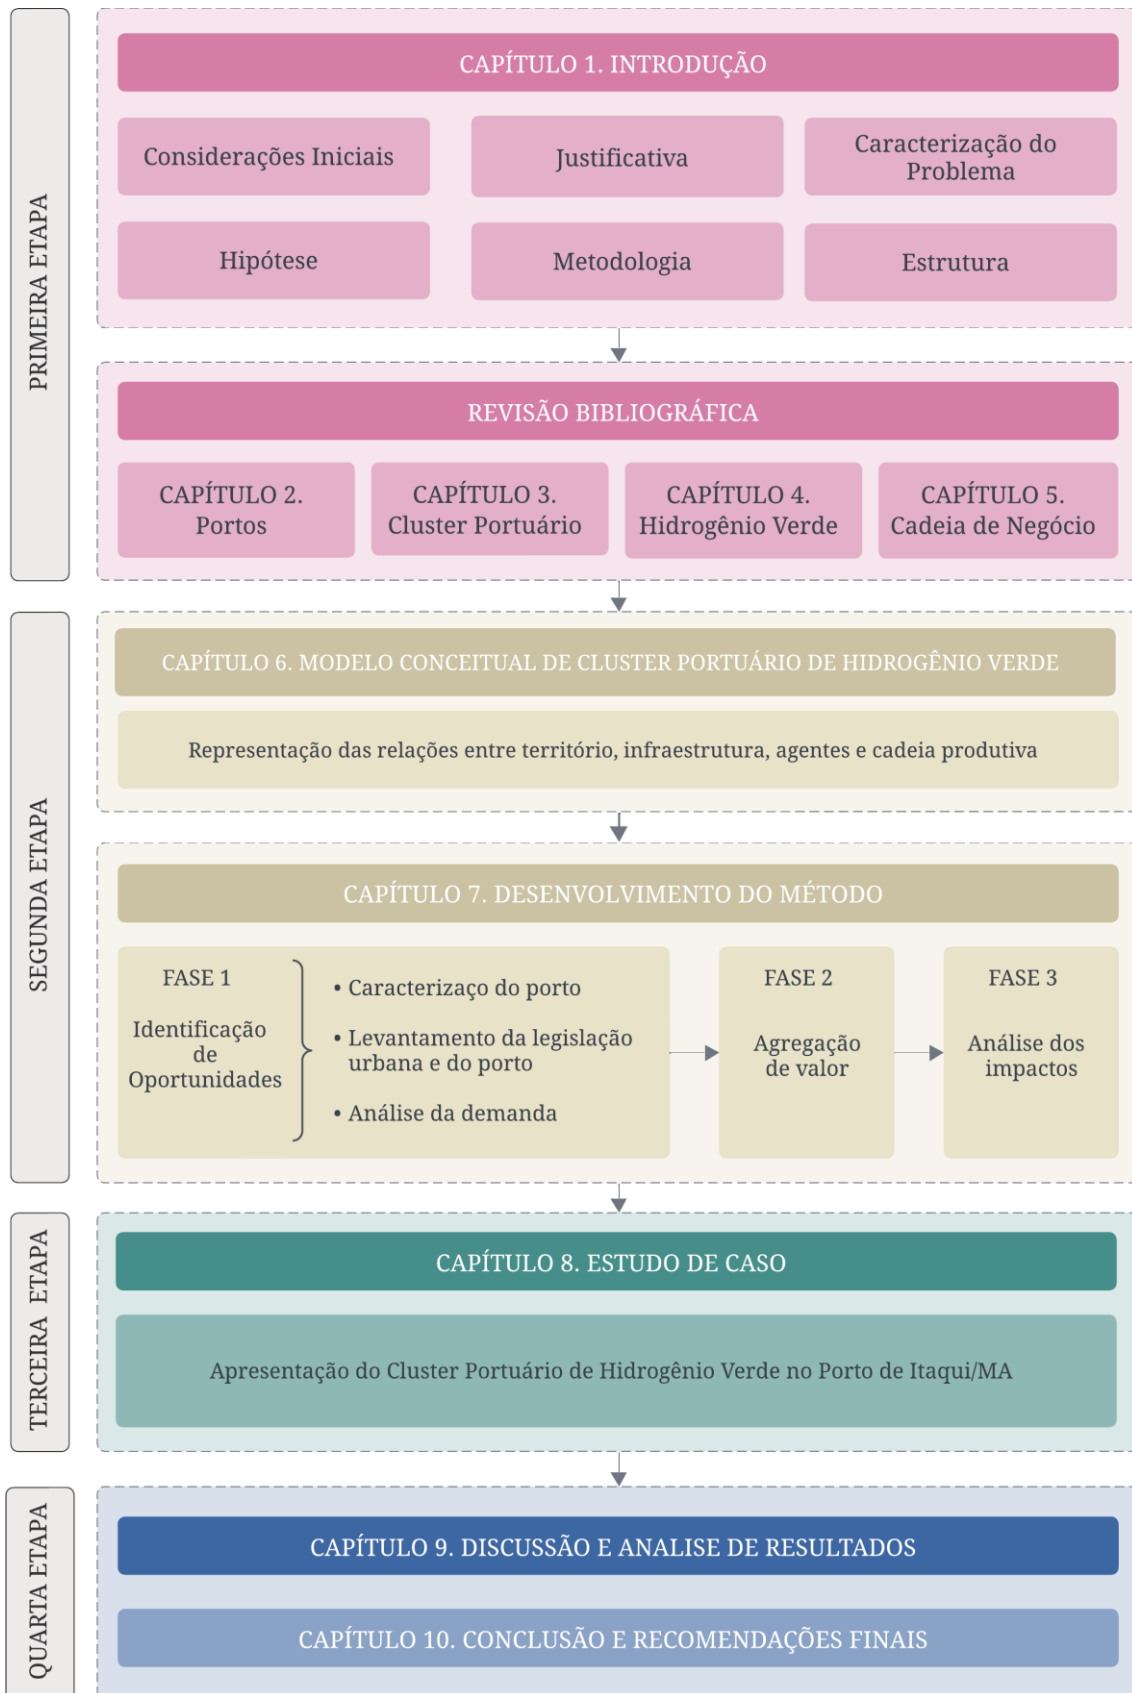 PRIMEIRA ETAPA
CAPÍTULO 1. INTRODUÇÃO
Considerações Iniciais
Justificativa
Caracterização do
Problema
Hipótese
Metodologia
Estrutura
REVISÃO BIBLIOGRÁFICA
CAPÍTULO 2.
Portos
CAPÍTULO 3.
Cluster Portuário
CAPÍTULO 4.
Hidrogênio Verde
CAPÍTULO 5.
Cadeia de Negócio
SEGUNDA ETAPA
CAPÍTULO 6. MODELO CONCEITUAL DE CLUSTER PORTUÁRIO DE HIDROGÊNIO VERDE
Representação das relações entre território, infraestrutura, agentes e cadeia produtiva
CAPÍTULO 7. DESENVOLVIMENTO DO MÉTODO
FASE 1
Identificação
de
Oportunidades
• Caracterizaço do porto
• Levantamento da legislação
urbana e do porto
• Análise da demanda
FASE 2
Agregação
de valor
FASE 3
Análise dos
impactos
TERCEIRA ETAPA
CAPÍTULO 8. ESTUDO DE CASO
Apresentação do Cluster Portuário de Hidrogênio Verde no Porto de Itaqui/MA
QUARTA ETAPA
CAPÍTULO 9. DISCUSSÃO E ANALISE DE RESULTADOS
CAPÍTULO 10. CONCLUSÃO E RECOMENDAÇÕES FINAIS